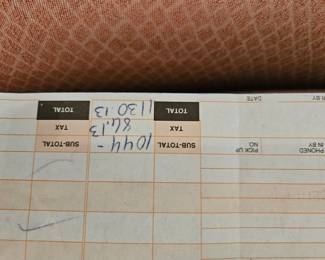 PHONED IN BY PICK UP NO. SUB-TOTAL 1044 - SUB-TOTAL
TAX 86.13 TAX
DATE TOTAL 1130.13 TOTAL